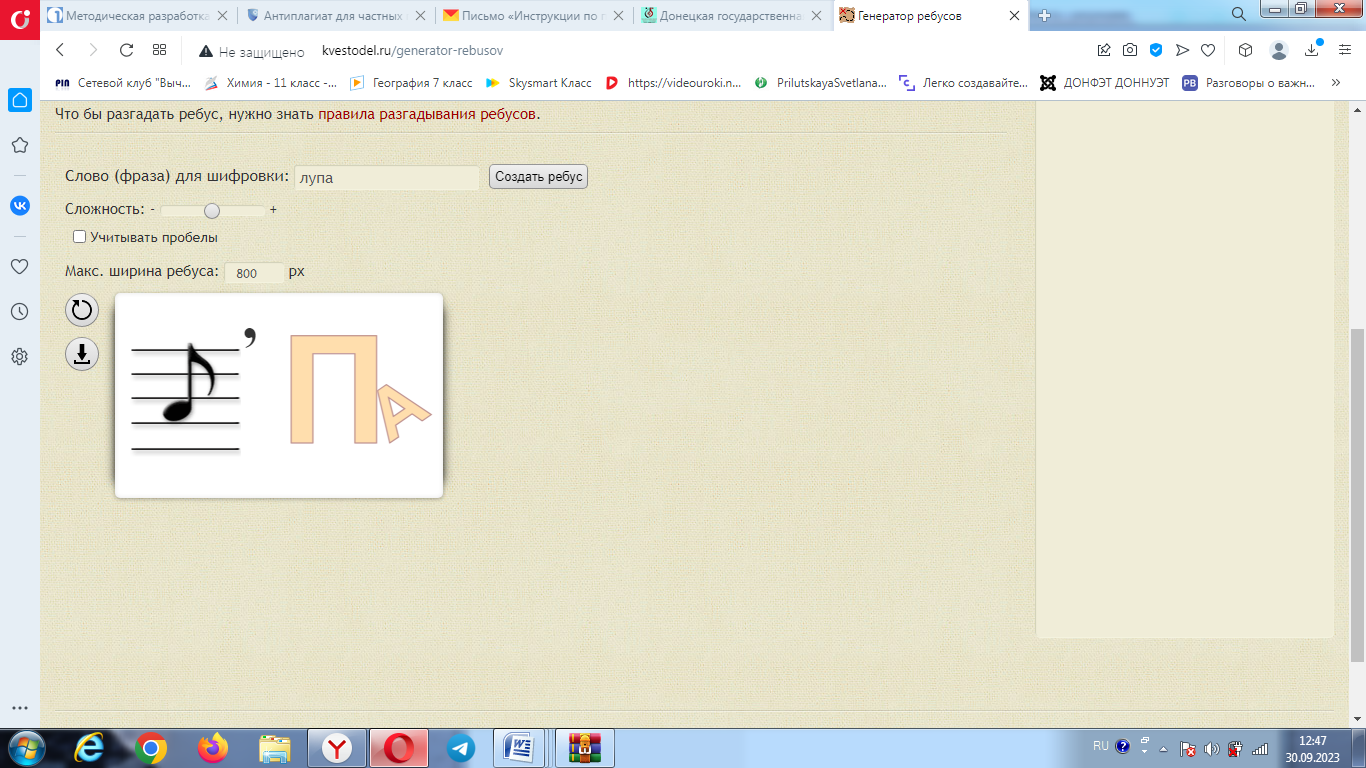 Методическая разработка
Антиплагиат для частных
Письмо «Инструкции по
Донецкая государственна
Генератор ребусов
Не защищено
kvestodel.ru/generator-rebusov
Сетевой клуб "Выч...
Химия - 11 класс -...
География 7 класс
Skysmart Класс
https://videouroki.n...
PrilutskayaSvetlana...
Легко создавайте...
ДОНФЭТ ДОННУЭТ
Разговоры о важн...
»
Что бы разгадать ребус, нужно знать правила разгадывания ребусов.
Слово (фраза) для шифровки: лупа Создать ребус
Сложность: - +
Учитывать пробелы
Макс. ширина ребуса: 800 px
, П А
RU
12:47
30.09.2023